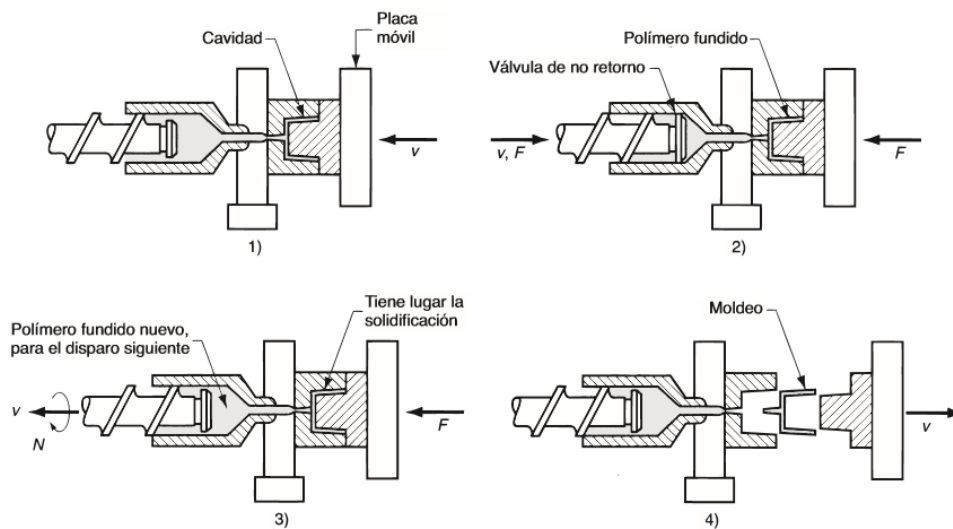 Placa
móvil
Cavidad
v
1)
Polímero fundido
Válvula de no retorno
v, F
F
2)
Tiene lugar la
solidificación
Polímero fundido nuevo,
para el disparo siguiente
v
N
F
3)
Moldeo
v
4)